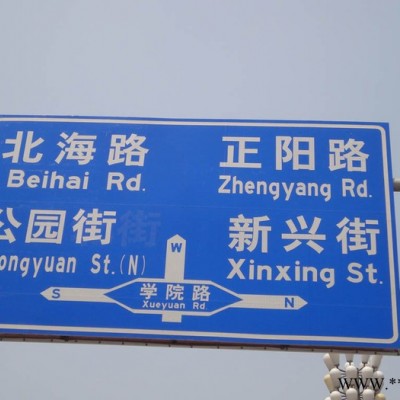 北海路 正阳路
Beihai Rd. Zhengyang Rd.
公园街 新兴街
ongyuan St.(N) Xinxing St.
W
S 学院路 N
Xueyuan Rd.
www.**